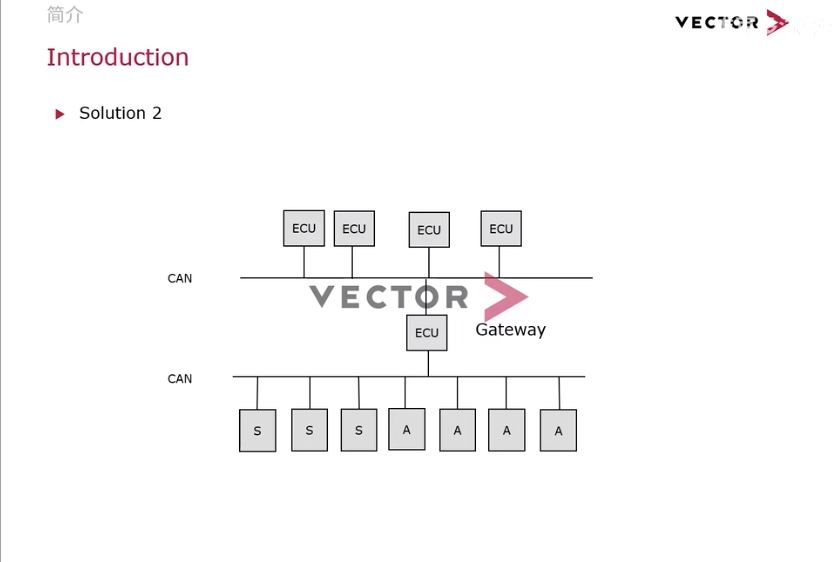 简介
VECTOR
Introduction
Solution 2
ECU ECU ECU ECU
CAN
VECTOR
ECU Gateway
CAN
S S S A A A A